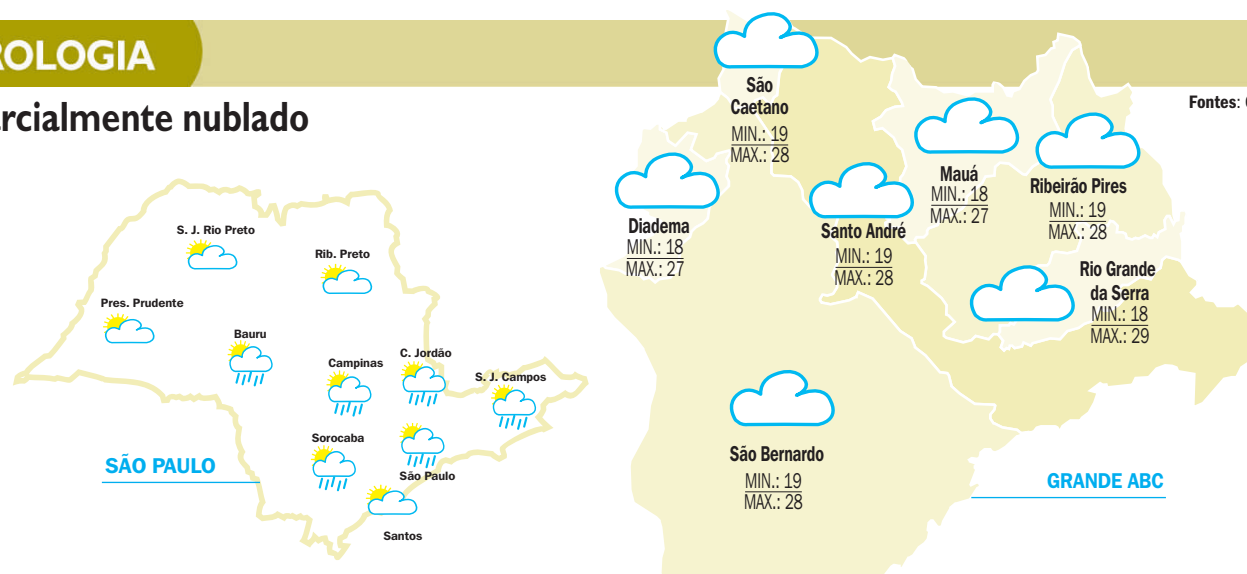 ROLOGIA
rcialmente nublado
Fontes:
S. J. Rio Preto
Rib. Preto
Pres. Prudente
Bauru
Campinas
C. Jordão
S. J. Campos
Sorocaba
São Paulo
Santos
SÃO PAULO
São
Caetano
MIN.: 19
MAX.: 28
Diadema
MIN.: 18
MAX.: 27
Santo André
MIN.: 19
MAX.: 28
Mauá
MIN.: 18
MAX.: 27
Ribeirão Pires
MIN.: 19
MAX.: 28
Rio Grande
da Serra
MIN.: 18
MAX.: 29
São Bernardo
MIN.: 19
MAX.: 28
GRANDE ABC